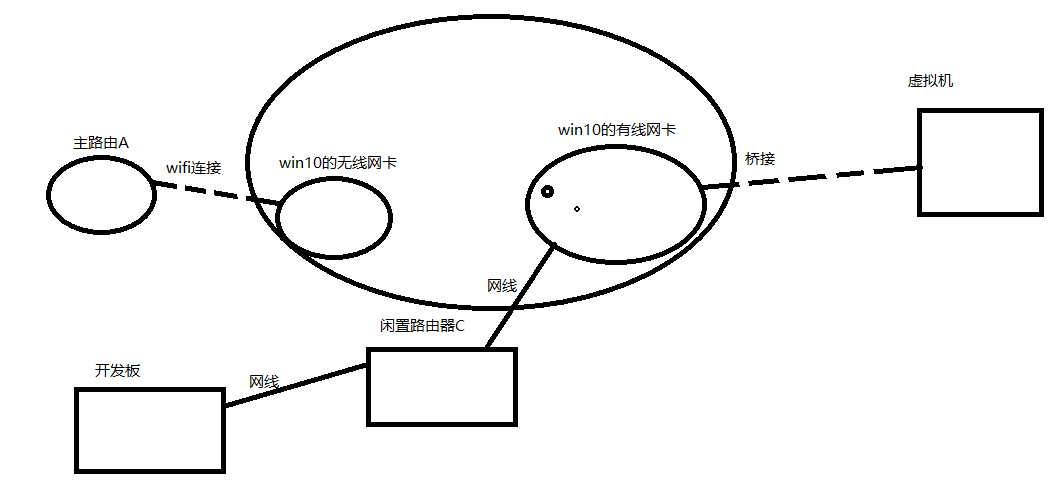 虚拟机
win10的有线网卡
主路由A
桥接
wifi连接
win10的无线网卡
网线
闲置路由器C
开发板
网线